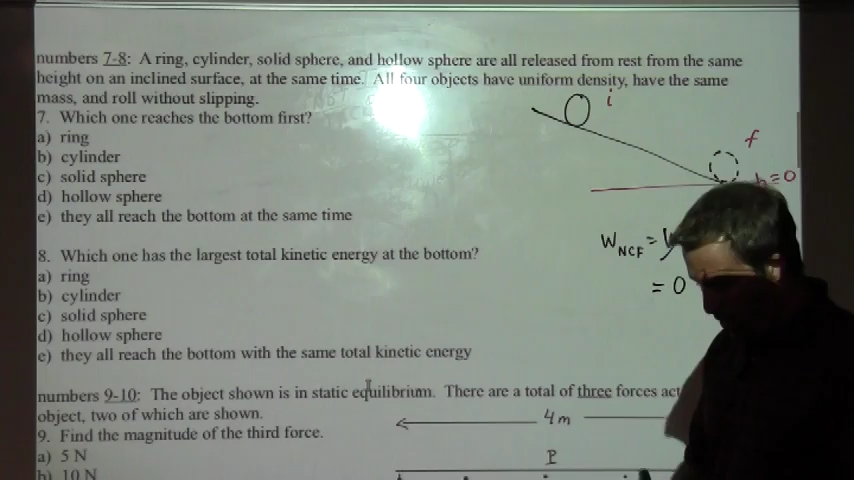 numbers 7-8: A ring, cylinder, solid sphere, and hollow sphere are all released from rest from the same
height on an inclined surface, at the same time. All four objects have uniform density, have the same
mass, and roll without slipping.
7. Which one reaches the bottom first?
a) ring
b) cylinder
c) solid sphere
d) hollow sphere
e) they all reach the bottom at the same time
i
f
h=0
W_NCF =
= 0
8. Which one has the largest total kinetic energy at the bottom?
a) ring
b) cylinder
c) solid sphere
d) hollow sphere
e) they all reach the bottom with the same total kinetic energy
numbers 9-10: The object shown is in static equilibrium. There are a total of three forces act
object, two of which are shown.
9. Find the magnitude of the third force.
a) 5 N
b) 10 N
4m
P